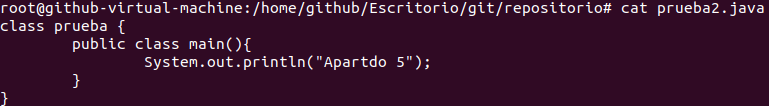 root@github-virtual-machine:/home/github/Escritorio/git/repositorio# cat prueba2.java
class prueba {
        public class main(){
                System.out.println("Apartdo 5");
        }
}